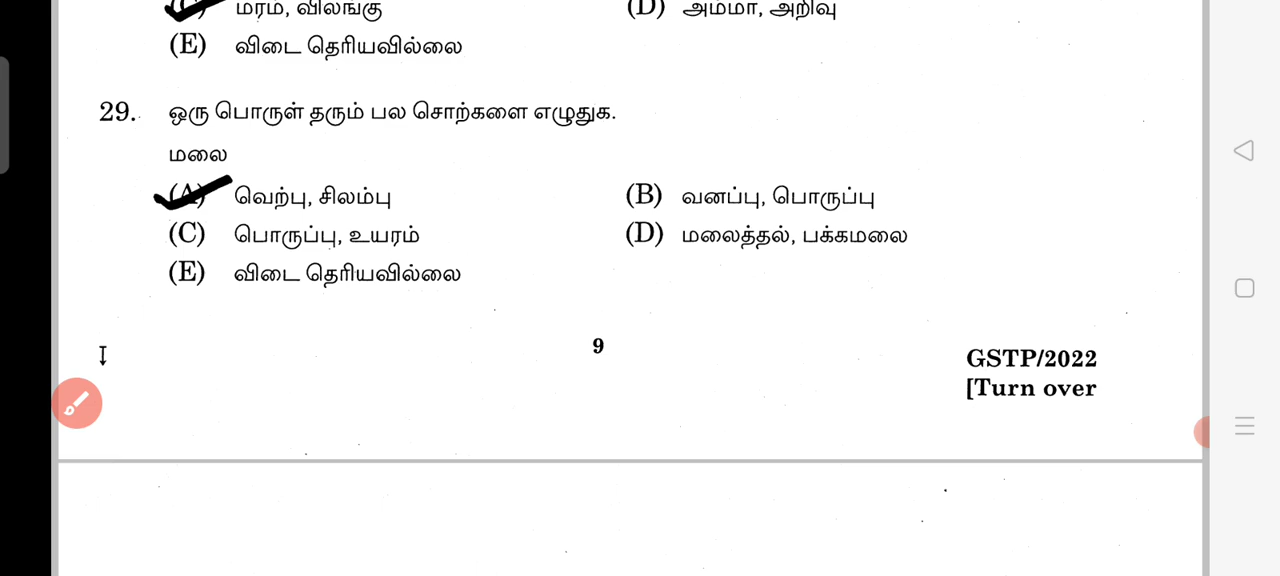 மரம், விலங்கு (D) அம்மா, அறிவு
(E) விடை தெரியவில்லை
29. ஒரு பொருள் தரும் பல சொற்களை எழுதுக.
மலை
(A) வெற்பு, சிலம்பு (B) வனப்பு, பொருப்பு
(C) பொருப்பு, உயரம் (D) மலைத்தல், பக்கமலை
(E) விடை தெரியவில்லை
9 GSTP/2022
[Turn over